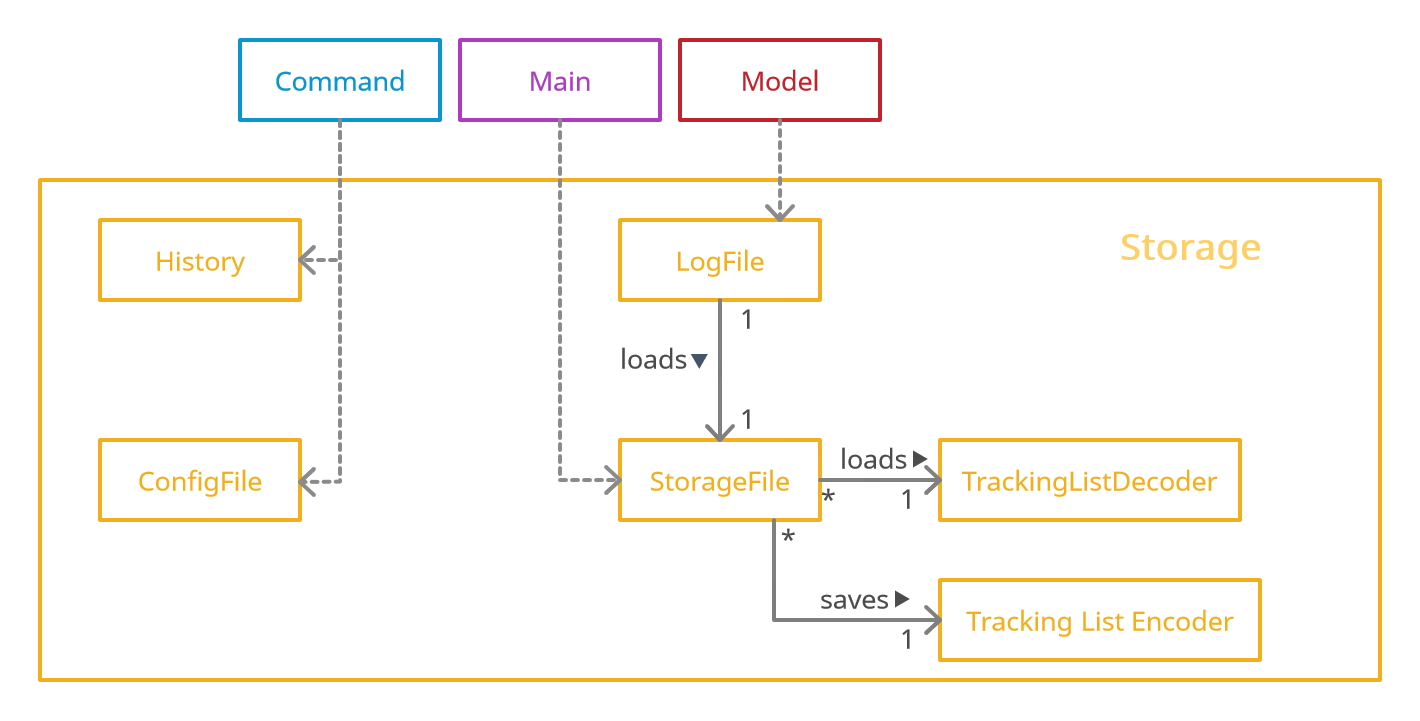 Command
Main
Model
Storage
History
LogFile
1
loads
1
ConfigFile
StorageFile
loads
TrackingListDecoder
*
1
*
saves
Tracking List Encoder
1